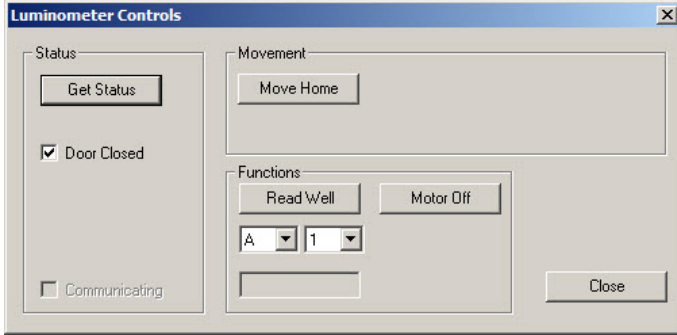 Luminometer Controls
Status
Get Status
Door Closed
Communicating
Movement
Move Home
Functions
Read Well
Motor Off
A
1
Close